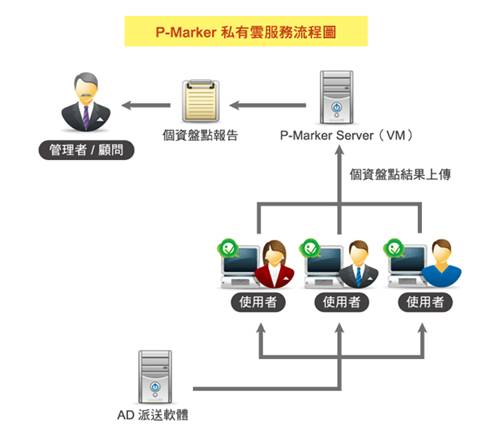 P-Marker 私有雲服務流程圖
管理者 / 顧問
個資盤點報告
P-Marker Server（VM）
個資盤點結果上傳
使用者
使用者
使用者
AD 派送軟體